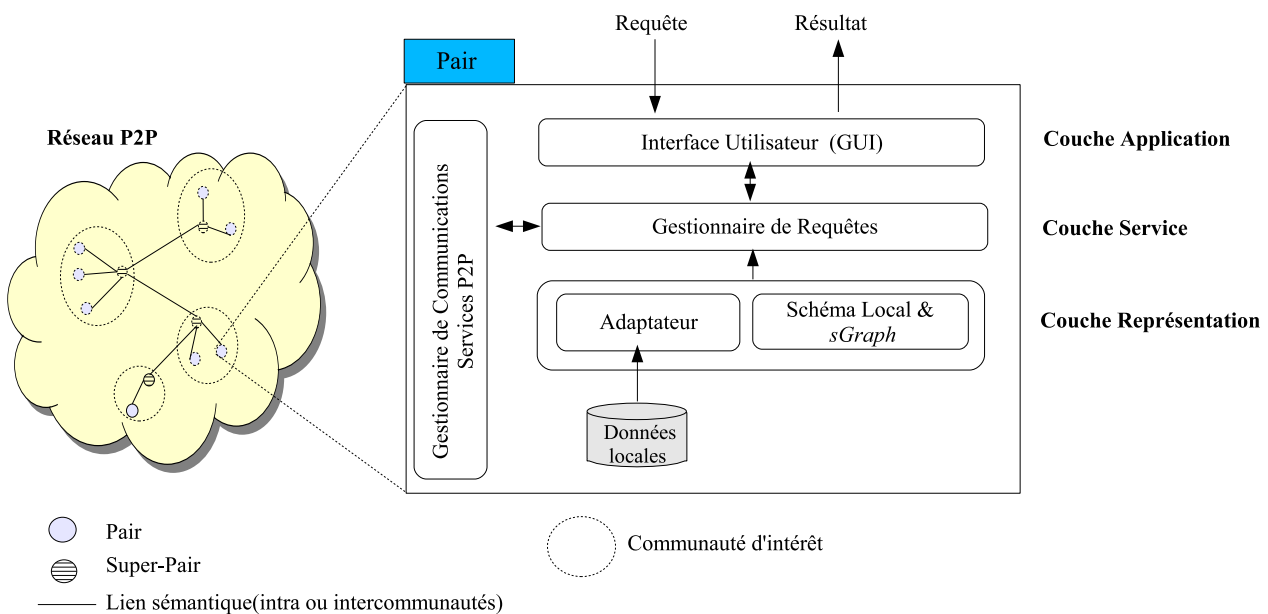 Requête
Résultat
Pair
Réseau P2P
Interface Utilisateur (GUI)
Couche Application
Gestionnaire de Requêtes
Couche Service
Gestionnaire de Communications
Services P2P
Adaptateur
Schéma Local &
sGraph
Couche Représentation
Données
locales
Pair
Communauté d'intérêt
Super-Pair
Lien sémantique(intra ou intercommunautés)